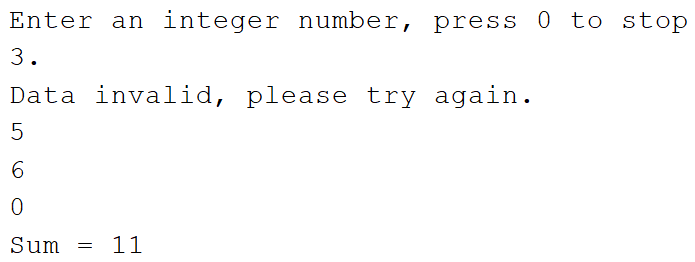 Enter an integer number, press 0 to stop
3.
Data invalid, please try again.
5
6
0
Sum = 11